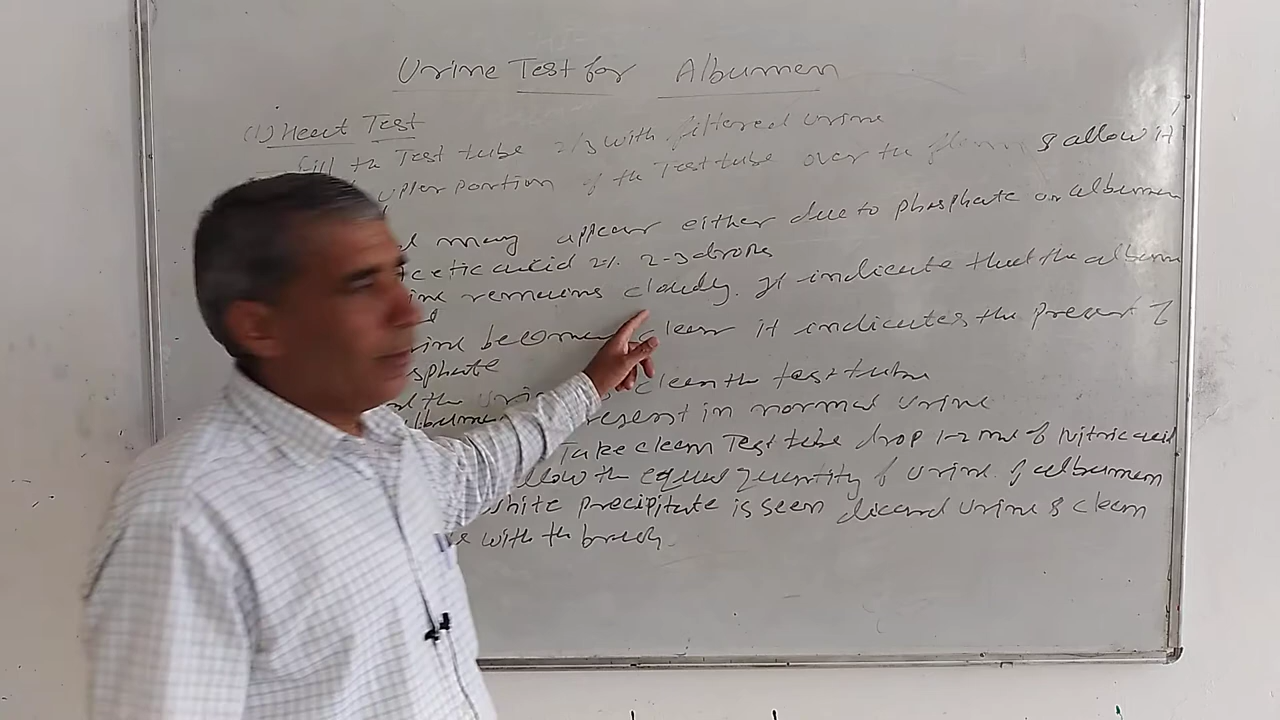 Urine Test for Albumen
(1) Heat Test
fill the Test tube 2/3 with filtered urine
upper portion of the Test tube over the & allow it
may appear either due to phosphate or albumen
acetic acid 2% 2-3 drops
urine remains cloudy. It indicate that the albumen
urine becomes clear it indicates the present of
phosphate
the urine clean the test tube
albumen present in normal urine
Take clean Test tube drop 1-2 ml of Nitric acid
allow the equal quantity of urine. if albumen
white precipitate is seen dicard urine & clean
with the brush.